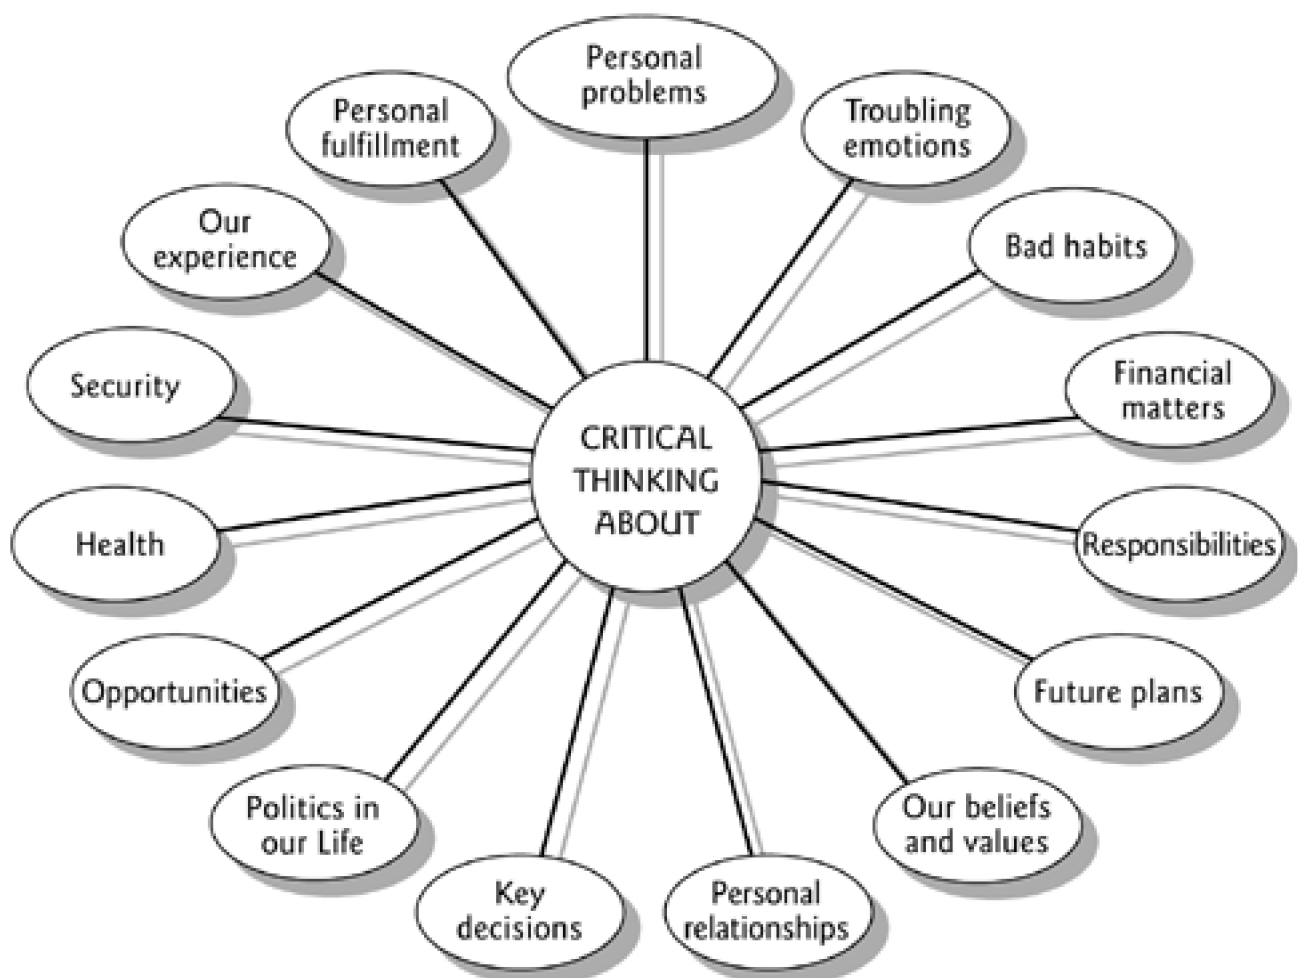 Personal
problems
Troubling
emotions
Bad habits
Financial
matters
Responsibilities
Future plans
Our beliefs
and values
Personal
relationships
Key
decisions
Politics in
our Life
Opportunities
Health
Security
Our
experience
Personal
fulfillment
CRITICAL
THINKING
ABOUT